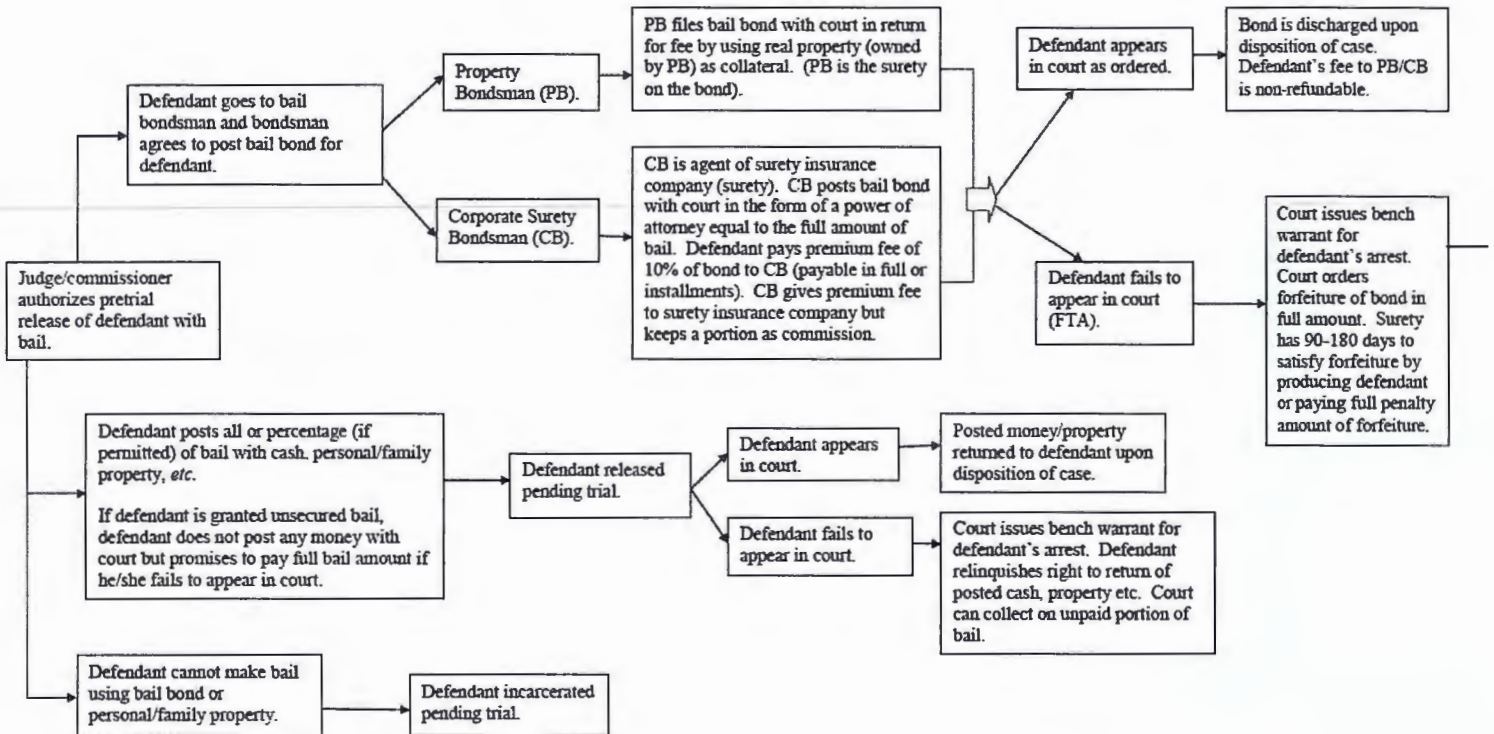 Judge/commissioner
authorizes pretrial
release of defendant with
bail.
Defendant goes to bail
bondsman and bondsman
agrees to post bail bond for
defendant.
Property
Bondsman (PB).
PB files bail bond with court in return
for fee by using real property (owned
by PB) as collateral. (PB is the surety
on the bond).
Corporate Surety
Bondsman (CB).
CB is agent of surety insurance
company (surety). CB posts bail bond
with court in the form of a power of
attorney equal to the full amount of
bail. Defendant pays premium fee of
10% of bond to CB (payable in full or
installments). CB gives premium fee
to surety insurance company but
keeps a portion as commission.
Defendant appears
in court as ordered.
Bond is discharged upon
disposition of case.
Defendant's fee to PB/CB
is non-refundable.
Defendant fails to
appear in court
(FTA).
Court issues bench
warrant for
defendant's arrest.
Court orders
forfeiture of bond in
full amount. Surety
has 90-180 days to
satisfy forfeiture by
producing defendant
or paying full penalty
amount of forfeiture.
Defendant posts all or percentage (if
permitted) of bail with cash, personal/family
property, etc.
If defendant is granted unsecured bail,
defendant does not post any money with
court but promises to pay full bail amount if
he/she fails to appear in court.
Defendant released
pending trial.
Defendant appears
in court.
Posted money/property
returned to defendant upon
disposition of case.
Defendant fails to
appear in court.
Court issues bench warrant for
defendant's arrest. Defendant
relinquishes right to return of
posted cash, property etc. Court
can collect on unpaid portion of
bail.
Defendant cannot make bail
using bail bond or
personal/family property.
Defendant incarcerated
pending trial.